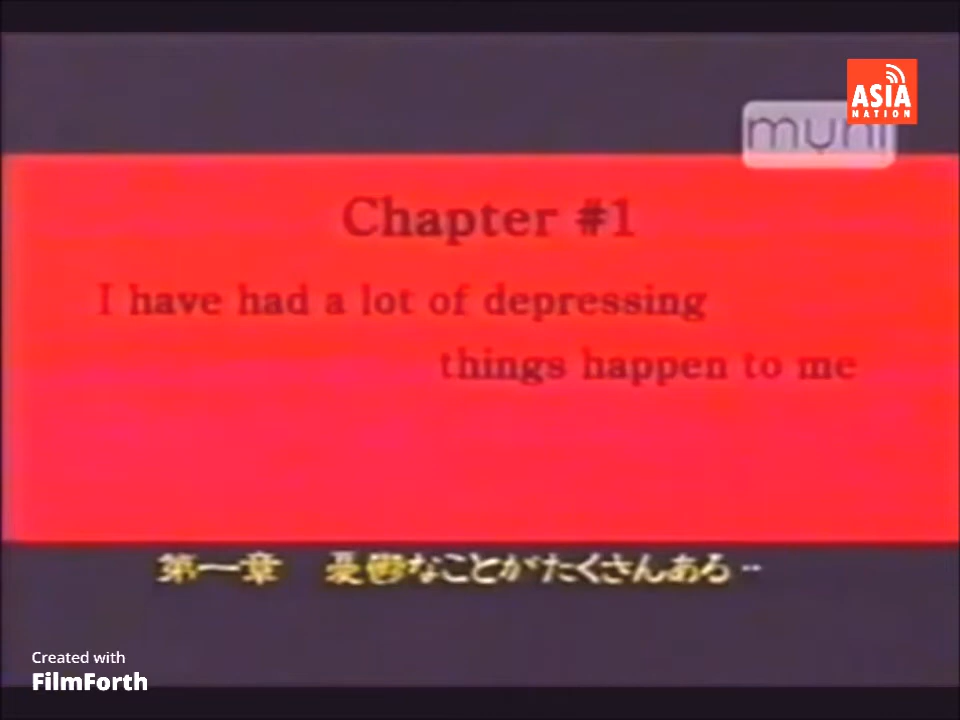 ASIA
NATION
muni
Chapter #1
I have had a lot of depressing
things happen to me
第一章 憂鬱なことがたくさんある‥
Created with
FilmForth